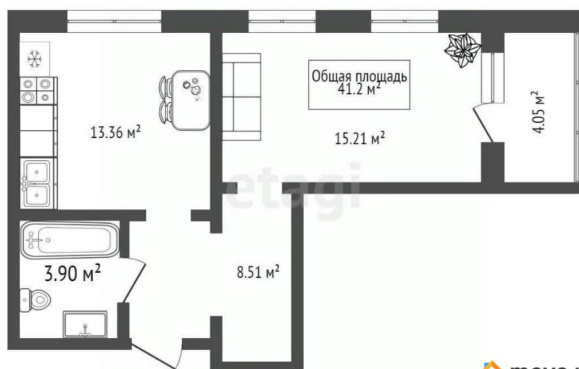 Общая площадь
41.2 м²
13.36 м²
15.21 м²
4.05 м²
etagi
3.90 м²
8.51 м²